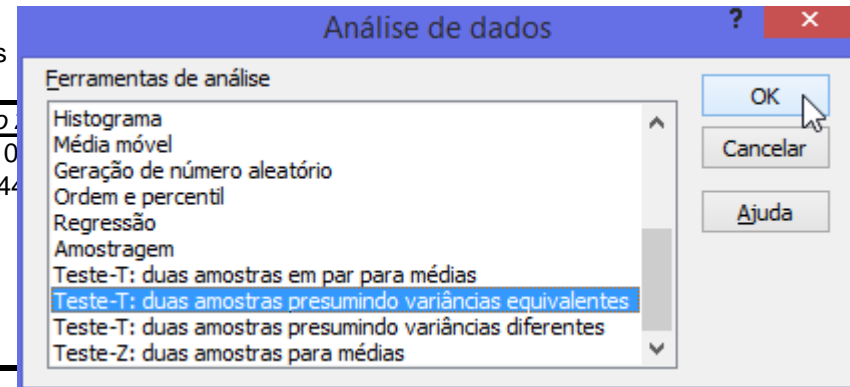 Análise de dados
?
s
Ferramentas de análise
OK
Histograma
Média móvel
0
Cancelar
Geração de número aleatório
44
Ordem e percentil
Ajuda
Regressão
Amostragem
Teste-T: duas amostras em par para médias
Teste-T: duas amostras presumindo variâncias equivalentes
Teste-T: duas amostras presumindo variâncias diferentes
Teste-Z: duas amostras para médias